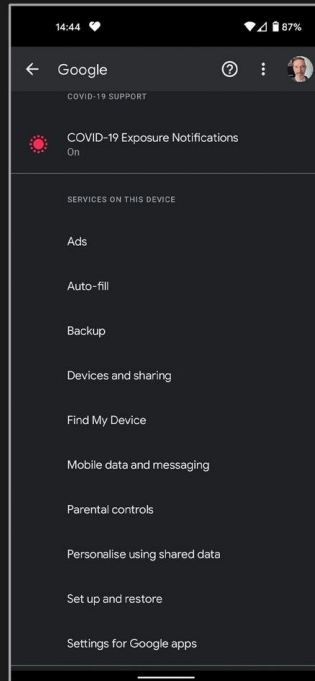 14:44 87%
Google
COVID-19 SUPPORT
COVID-19 Exposure Notifications
On
SERVICES ON THIS DEVICE
Ads
Auto-fill
Backup
Devices and sharing
Find My Device
Mobile data and messaging
Parental controls
Personalise using shared data
Set up and restore
Settings for Google apps